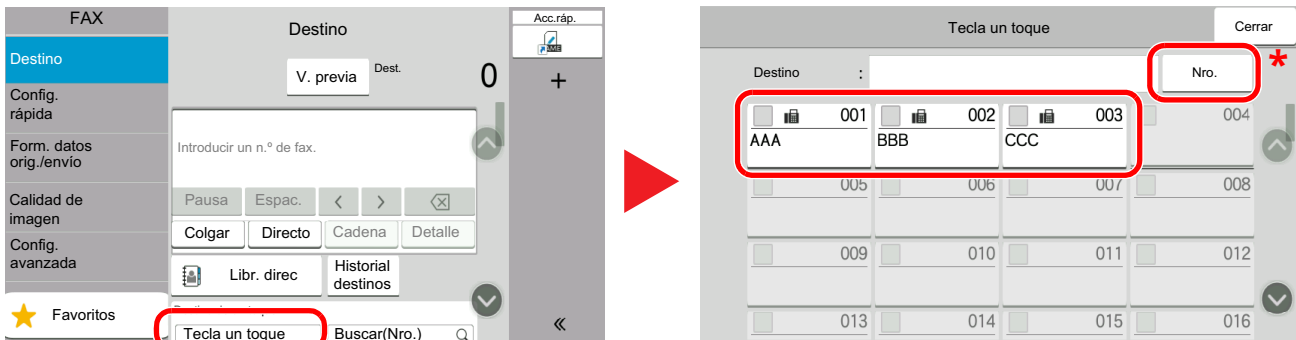 FAX
Destino
Config.
rápida
Form. datos
orig./envío
Calidad de
imagen
Config.
avanzada
Favoritos
Destino
V. previa
Dest.
0
Introducir un n.º de fax.
Pausa
Espac.
Colgar
Directo
Cadena
Detalle
Libr. direc
Historial
destinos
Tecla un toque
Buscar(Nro.)
Acc.ráp.
+
«
Tecla un toque
Cerrar
Destino :
Nro.
*
001 002 003 004
AAA BBB CCC
005 006 007 008
009 010 011 012
013 014 015 016